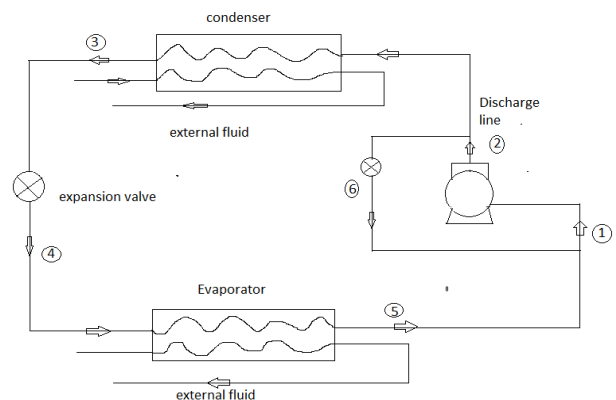 condenser
3
external fluid
Discharge
line
2
6
expansion valve
1
4
Evaporator
5
external fluid